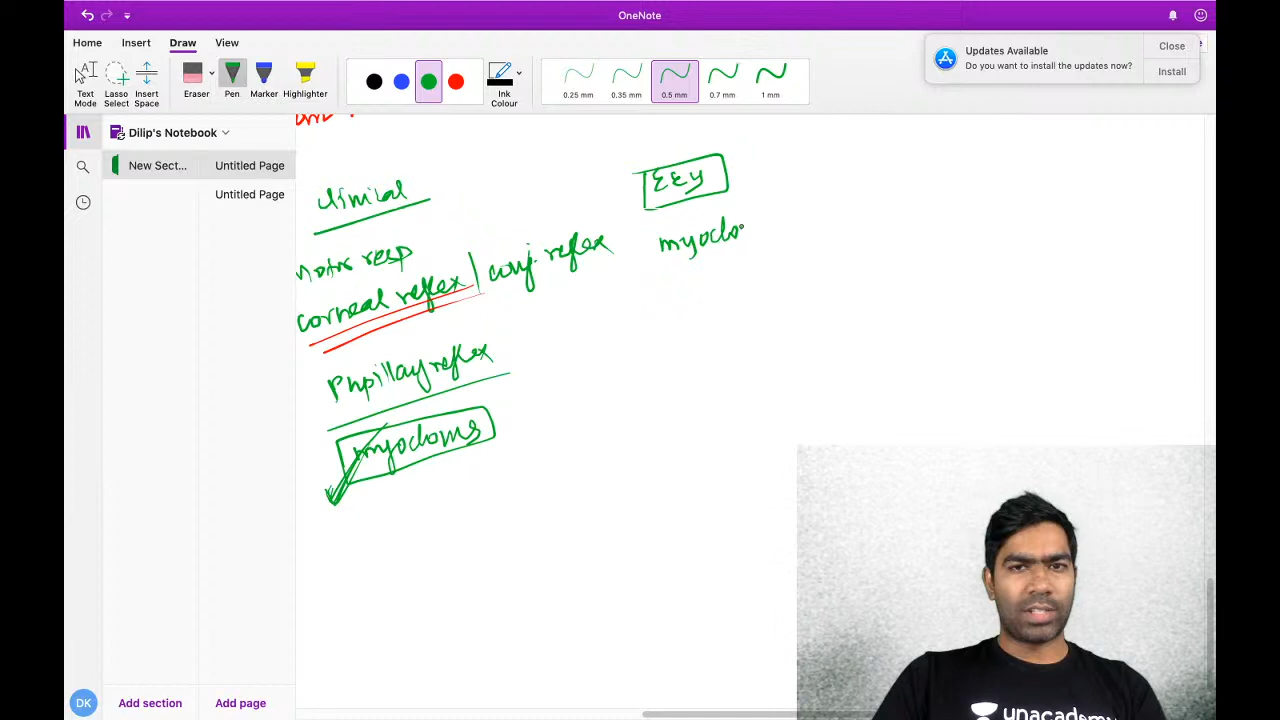 OneNote
Home Insert Draw View
Updates Available
Do you want to install the updates now?
Close
Install
Text Mode
Lasso Select
Insert Space
Eraser
Pen
Marker
Highlighter
Ink Colour
0.25 mm
0.35 mm
0.5 mm
0.7 mm
1 mm
Dilip's Notebook
New Sect...
Untitled Page
Untitled Page
clinical
EEG
Motor resp
myoclo
corneal reflex | conj. reflex
Pupillary reflex
myoclonus
DK
Add section
Add page
unacademy